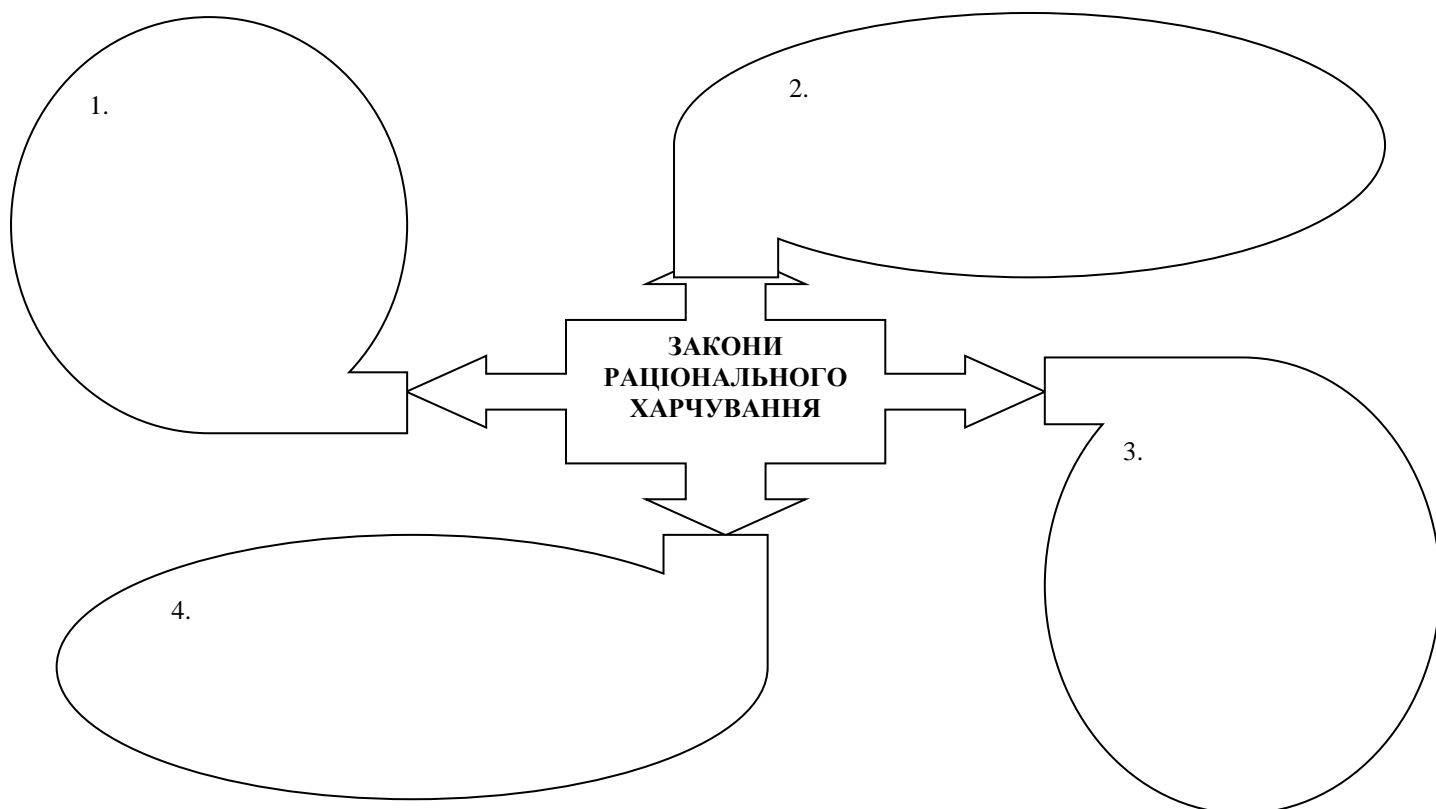 1.
2.
ЗАКОНИ
РАЦІОНАЛЬНОГО
ХАРЧУВАННЯ
3.
4.